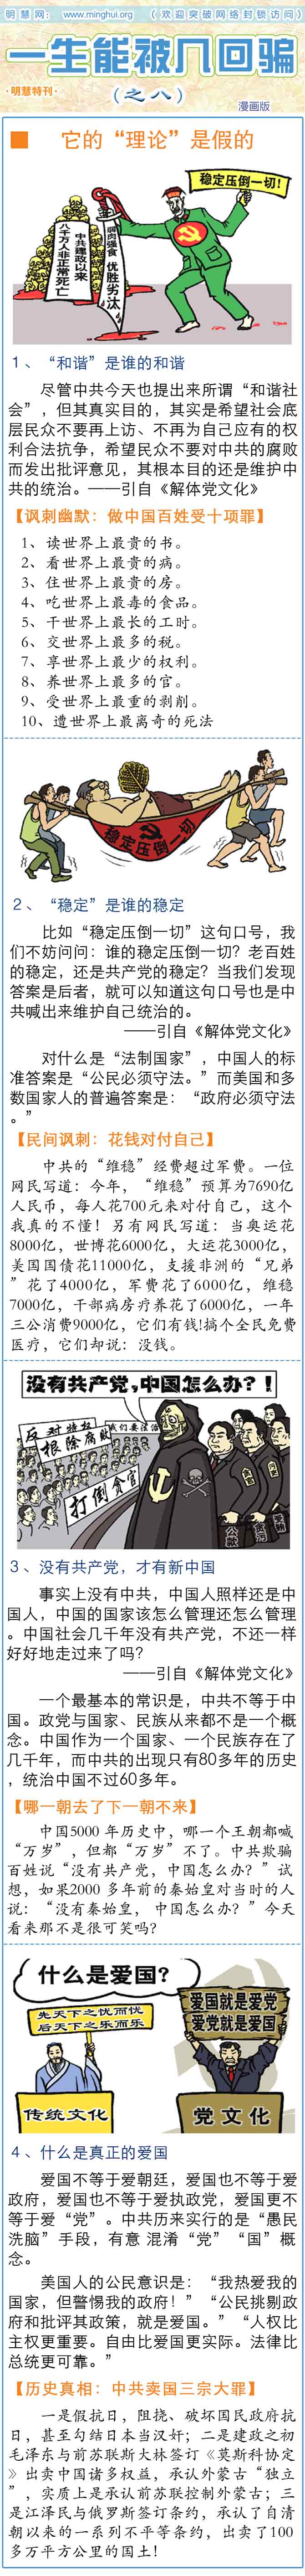 明慧网： www.minghui.org （欢迎突破网络封锁访问）
一生能被几回骗
·明慧特刊·
（之八）
漫画版
■ 它的“理论”是假的
稳定压倒一切！
弱肉强食
优胜劣汰
中共建政以来
八千万人非正常死亡
１、“和谐”是谁的和谐
尽管中共今天也提出来所谓“和谐社
会”，但其真实目的，其实是希望社会底
层民众不要再上访、不再为自己应有的权
利合法抗争，希望民众不要对中共的腐败
而发出批评意见，其根本目的还是维护中
共的统治。——引自《解体党文化》
【讽刺幽默：做中国百姓受十项罪】
1、读世界上最贵的书。
2、看世界上最贵的病。
3、住世界上最贵的房。
4、吃世界上最毒的食品。
5、干世界上最长的工时。
6、交世界上最多的税。
7、享世界上最少的权利。
8、养世界上最多的官。
9、受世界上最重的剥削。
10、遭世界上最离奇的死法
稳定压倒一切
２、“稳定”是谁的稳定
比如“稳定压倒一切”这句口号，我
们不妨问问：谁的稳定压倒一切？老百姓
的稳定，还是共产党的稳定？当我们发现
答案是后者，就可以知道这句口号也是中
共喊出来维护自己统治的。
——引自《解体党文化》
对什么是“法制国家”，中国人的标
准答案是“公民必须守法。”而美国和多
数国家人的普遍答案是：“政府必须守法
。”
【民间讽刺：花钱对付自己】
中共的“维稳”经费超过军费。一位
网民写道：今年，“维稳”预算为7690亿
人民币，每人花700元来对付自己，这个
我真的不懂！另有网民写道：当奥运花
8000亿，世博花6000亿，大运花3000亿，
美国国债花11000亿，支援非洲的“兄弟
”花了4000亿，军费花了6000亿，维稳
7000亿，干部病房疗养花了6000亿，一年
三公消费9000亿，它们有钱！搞个全民免费
医疗，它们却说：没钱。
没有共产党，中国怎么办？！
反对特权
根除腐败
我们要法治
打倒贪官
公款
３、没有共产党，才有新中国
事实上没有中共，中国人照样还是中
国人，中国的国家该怎么管理还怎么管理
。中国社会几千年没有共产党，不还一样
好好地走过来了吗？
——引自《解体党文化》
一个最基本的常识是，中共不等于中
国。政党与国家、民族从来都不是一个概
念。中国作为一个国家、一个民族存在了
几千年，而中共的出现只有80多年的历史
，统治中国不过60多年。
【哪一朝去了下一朝不来】
中国5000 年历史中，哪一个王朝都喊
“万岁”，但都“万岁”不了。中共欺骗
百姓说“没有共产党，中国怎么办？”试
想，如果2000 多年前的秦始皇对当时的人
说：“没有秦始皇， 中国怎么办？”今天
看来那不是很可笑吗？
什么是爱国？
先天下之忧而忧
后天下之乐而乐
爱国就是爱党
爱党就是爱国
传统文化
党文化
４、什么是真正的爱国
爱国不等于爱朝廷，爱国也不等于爱
政府，爱国也不等于爱执政党，爱国更不
等于爱“党”。中共历来实行的是“愚民
洗脑”手段，有意 混淆“党”“国”概
念。
美国人的公民意识是：“我热爱我的
国家，但警惕我的政府！”“公民挑剔政
府和批评其政策，就是爱国。”“人权比
主权更重要。自由比爱国更实际。法律比
总统更可靠。”
【历史真相：中共卖国三宗大罪】
一是假抗日，阻挠、破坏国民政府抗
日，甚至勾结日本当汉奸；二是建政之初
毛泽东与前苏联斯大林签订《莫斯科协定
》出卖中国诸多权益，承认外蒙古“独立
”，实质上是承认前苏联控制外蒙古；三
是江泽民与俄罗斯签订条约，承认了自清
朝以来的一系列不平等条约，出卖了100
多万平方公里的国土！